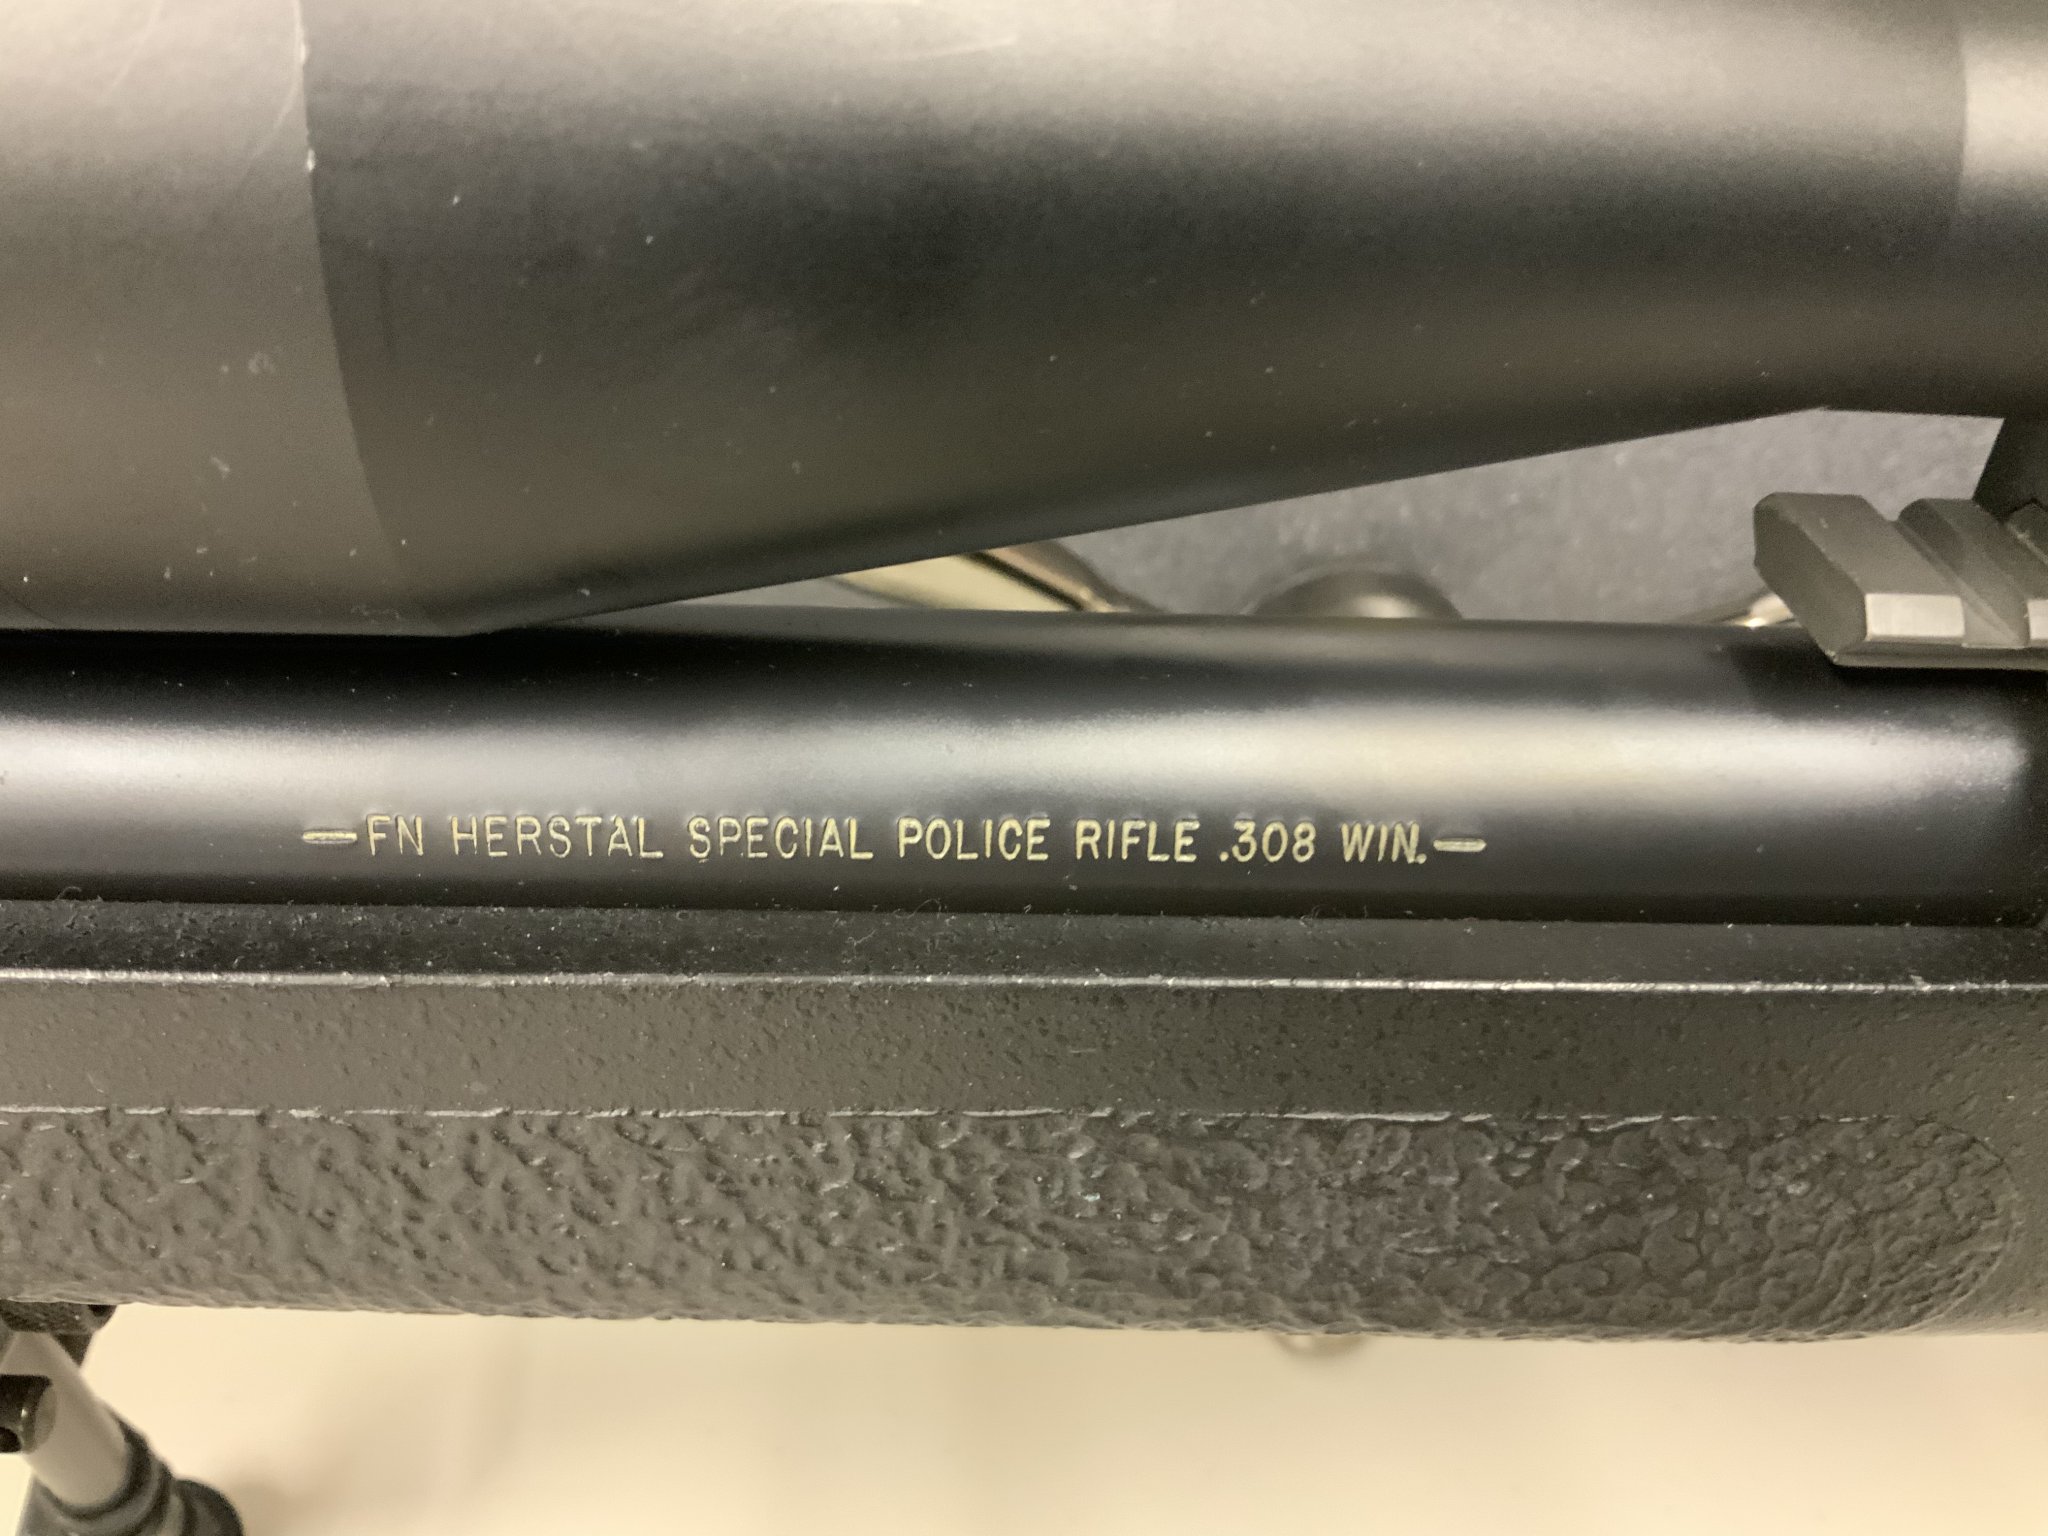 —FN HERSTAL SPECIAL POLICE RIFLE .308 WIN.—